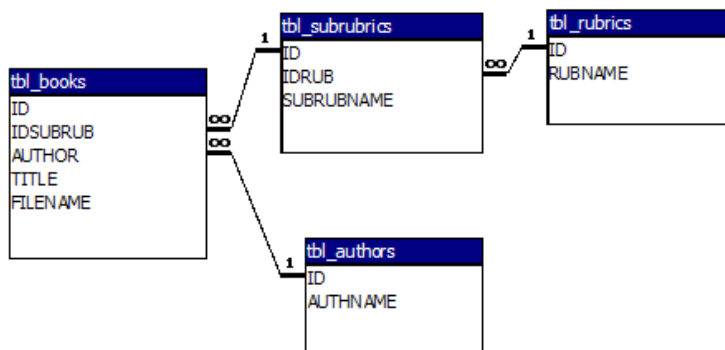 tbl_books
ID
IDSUBRUB
AUTHOR
TITLE
FILENAME
∞
∞
1
tbl_subrubrics
ID
IDRUB
SUBRUBNAME
∞
1
tbl_rubrics
ID
RUBNAME
1
tbl_authors
ID
AUTHNAME